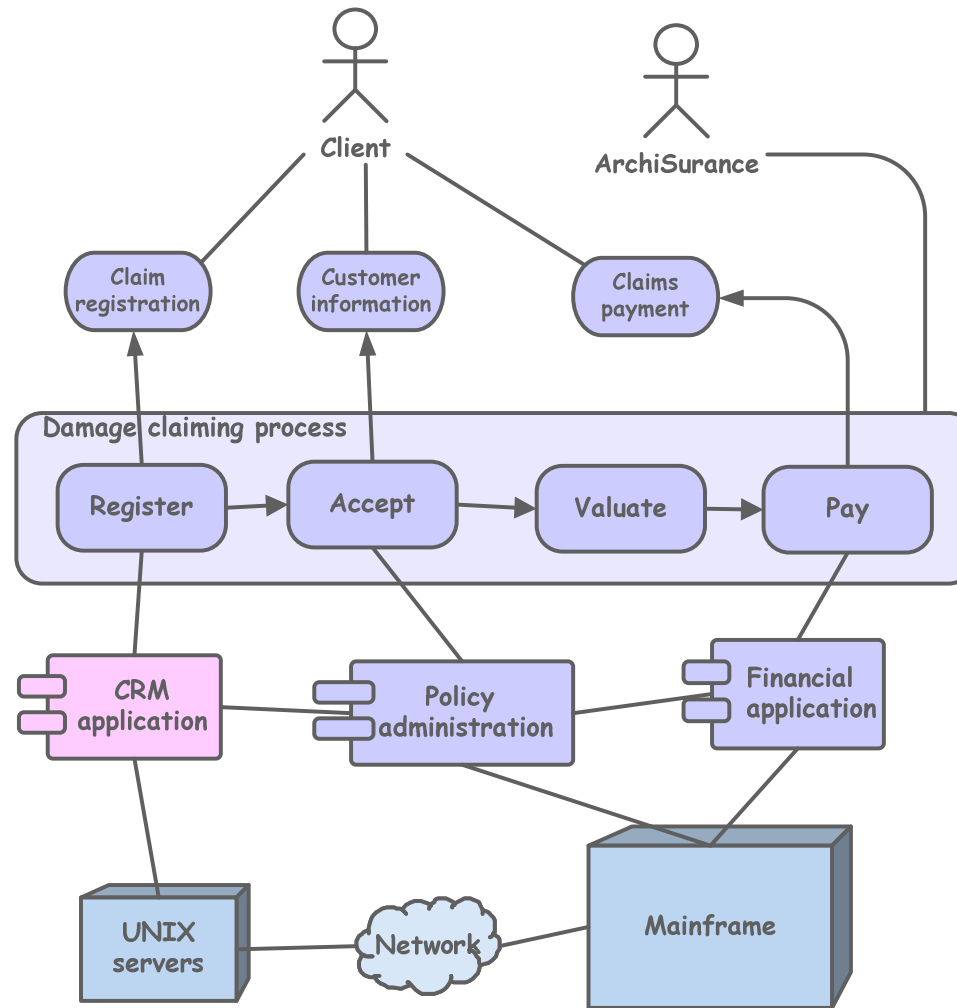 Client
ArchiSurance
Claim
registration
Customer
information
Claims
payment
Damage claiming process
Register
Accept
Valuate
Pay
CRM
application
Policy
administration
Financial
application
UNIX
servers
Network
Mainframe